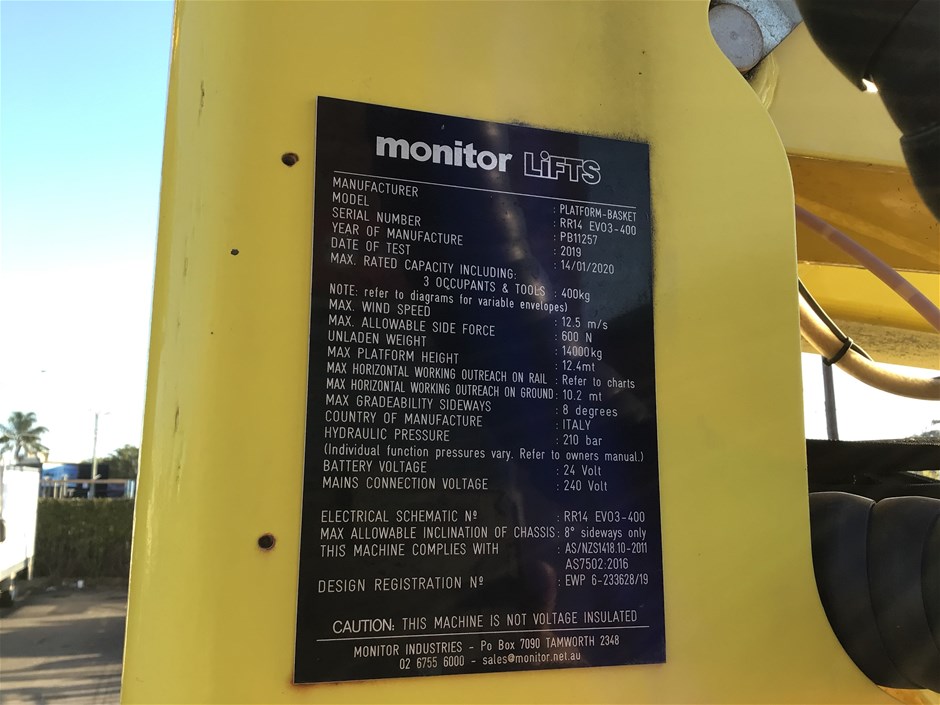 monitor LiFTS
MANUFACTURER : PLATFORM-BASKET
MODEL : RR14 EVO3-400
SERIAL NUMBER : PB11257
YEAR OF MANUFACTURE : 2019
DATE OF TEST : 14/01/2020
MAX. RATED CAPACITY INCLUDING:
3 OCCUPANTS & TOOLS : 400kg
NOTE: refer to diagrams for variable envelopes)
MAX. WIND SPEED : 12.5 m/s
MAX. ALLOWABLE SIDE FORCE : 600 N
UNLADEN WEIGHT : 14000kg
MAX PLATFORM HEIGHT : 12.4mt
MAX HORIZONTAL WORKING OUTREACH ON RAIL : Refer to charts
MAX HORIZONTAL WORKING OUTREACH ON GROUND : 10.2 mt
MAX GRADEABILITY SIDEWAYS : 8 degrees
COUNTRY OF MANUFACTURE : ITALY
HYDRAULIC PRESSURE : 210 bar
(Individual function pressures vary. Refer to owners manual.)
BATTERY VOLTAGE : 24 Volt
MAINS CONNECTION VOLTAGE : 240 Volt
ELECTRICAL SCHEMATIC Nº : RR14 EVO3-400
MAX ALLOWABLE INCLINATION OF CHASSIS : 8° sideways only
THIS MACHINE COMPLIES WITH : AS/NZS1418.10-2011
AS7502:2016
DESIGN REGISTRATION Nº : EWP 6-233628/19
CAUTION: THIS MACHINE IS NOT VOLTAGE INSULATED
MONITOR INDUSTRIES - Po Box 7090 TAMWORTH 2348
02 6755 6000 - sales@monitor.net.au